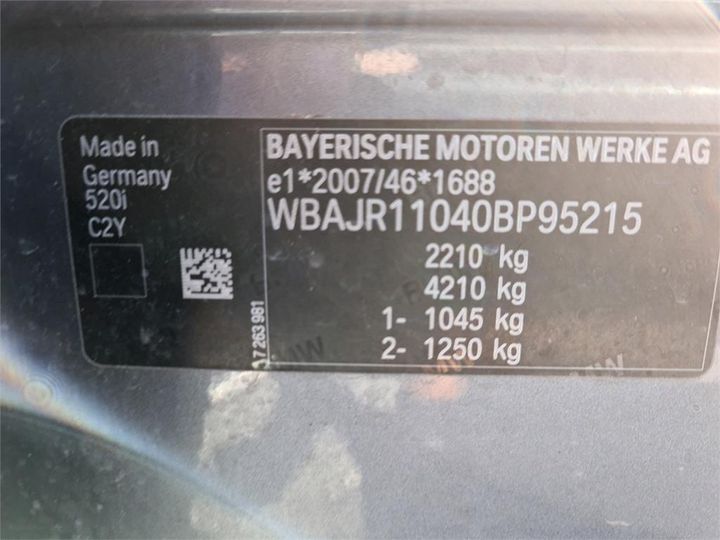 Made in
Germany
520i
C2Y
17 263 981
BAYERISCHE MOTOREN WERKE AG
e1*2007/46*1688
WBAJR11040BP95215
2210 kg
4210 kg
1- 1045 kg
2- 1250 kg